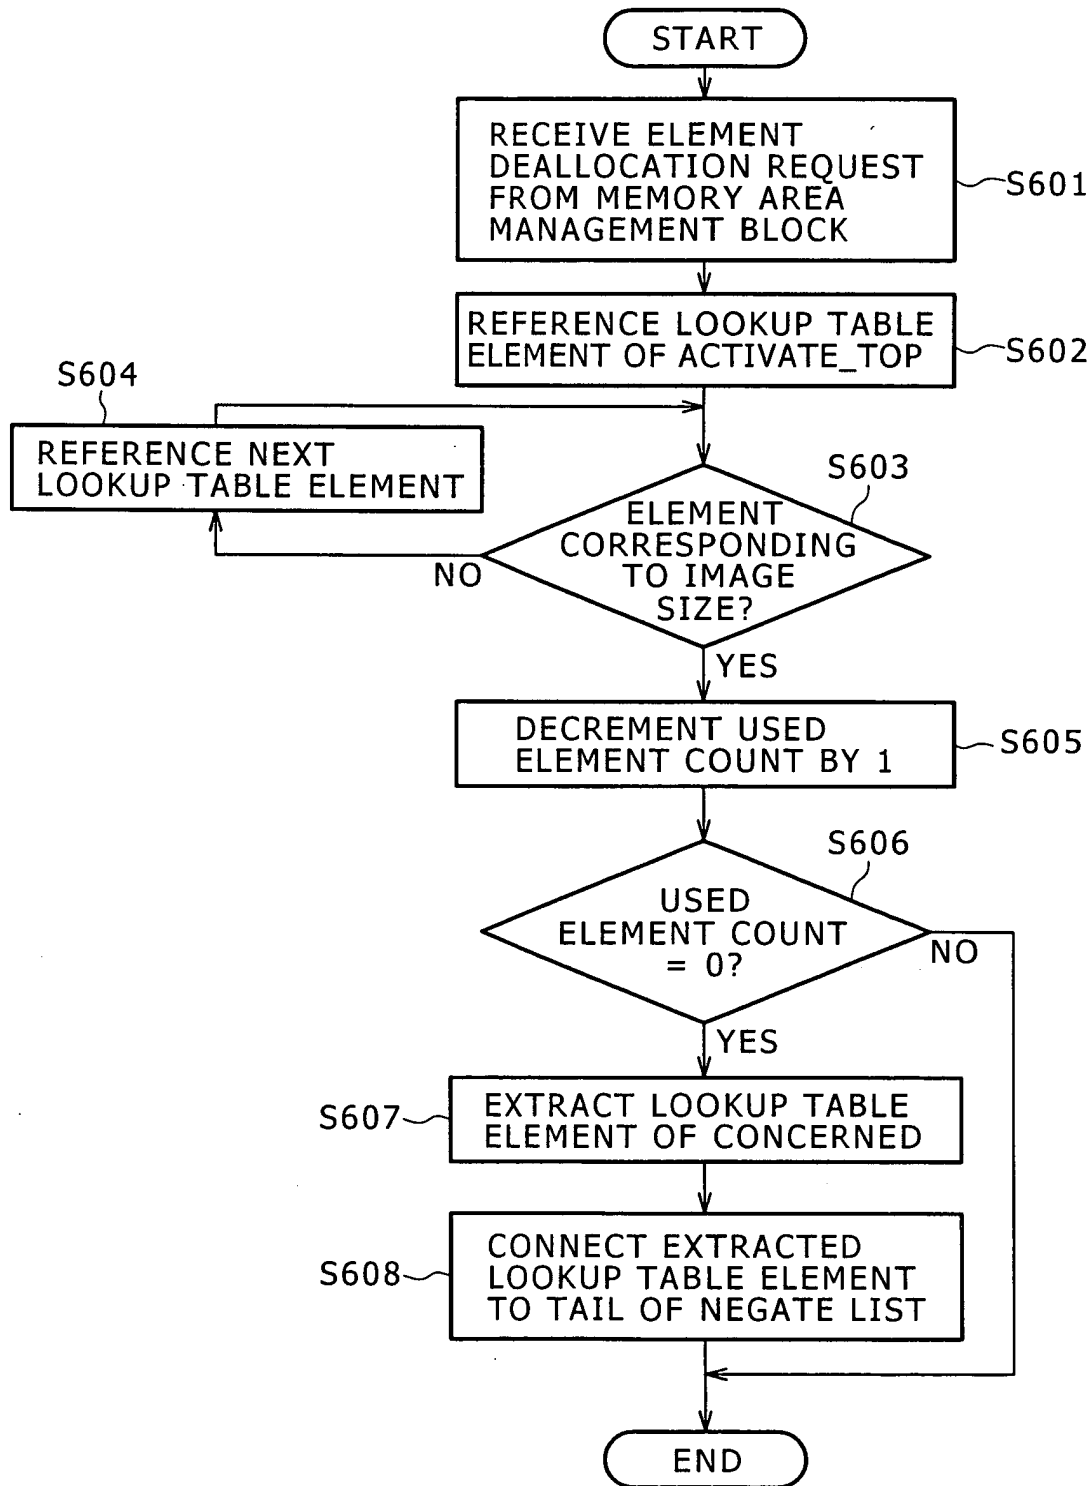 START
RECEIVE ELEMENT
DEALLOCATION REQUEST
FROM MEMORY AREA
MANAGEMENT BLOCK
S601
REFERENCE LOOKUP TABLE
ELEMENT OF ACTIVATE_TOP
S602
S604
REFERENCE NEXT
LOOKUP TABLE ELEMENT
S603
ELEMENT
CORRESPONDING
TO IMAGE
SIZE?
NO
YES
DECREMENT USED
ELEMENT COUNT BY 1
S605
S606
USED
ELEMENT COUNT
= 0?
NO
YES
S607
EXTRACT LOOKUP TABLE
ELEMENT OF CONCERNED
S608
CONNECT EXTRACTED
LOOKUP TABLE ELEMENT
TO TAIL OF NEGATE LIST
END